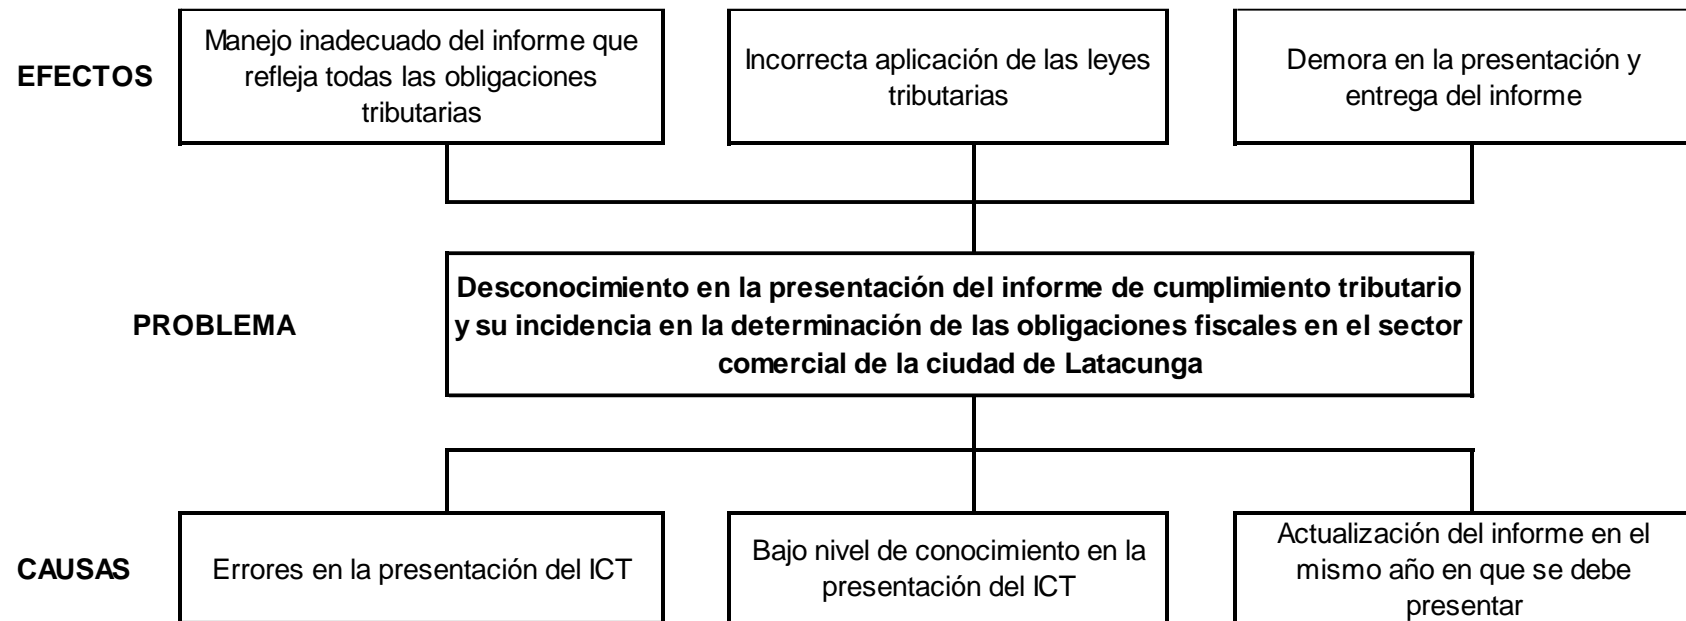 EFECTOS
Manejo inadecuado del informe que
refleja todas las obligaciones
tributarias
Incorrecta aplicación de las leyes
tributarias
Demora en la presentación y
entrega del informe
PROBLEMA
Desconocimiento en la presentación del informe de cumplimiento tributario
y su incidencia en la determinación de las obligaciones fiscales en el sector
comercial de la ciudad de Latacunga
CAUSAS
Errores en la presentación del ICT
Bajo nivel de conocimiento en la
presentación del ICT
Actualización del informe en el
mismo año en que se debe
presentar